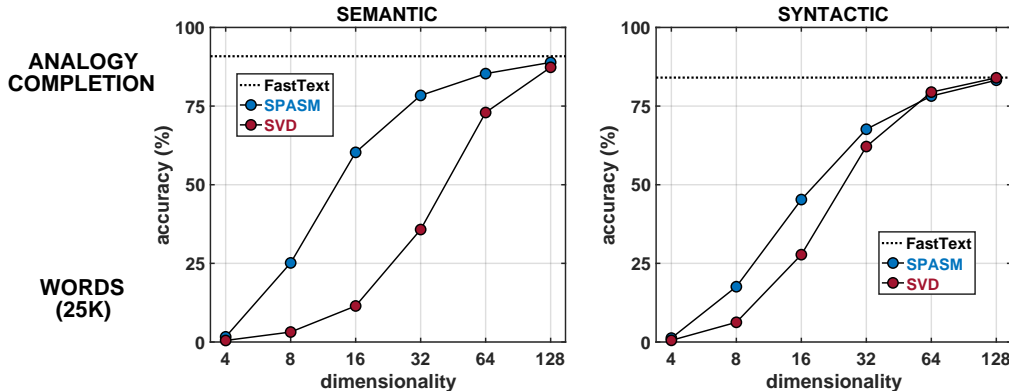 SEMANTIC
SYNTACTIC
ANALOGY
COMPLETION
WORDS
(25K)
accuracy (%)
100
75
50
25
0
FastText
SPASM
SVD
4 8 16 32 64 128
dimensionality
accuracy (%)
100
75
50
25
0
FastText
SPASM
SVD
4 8 16 32 64 128
dimensionality